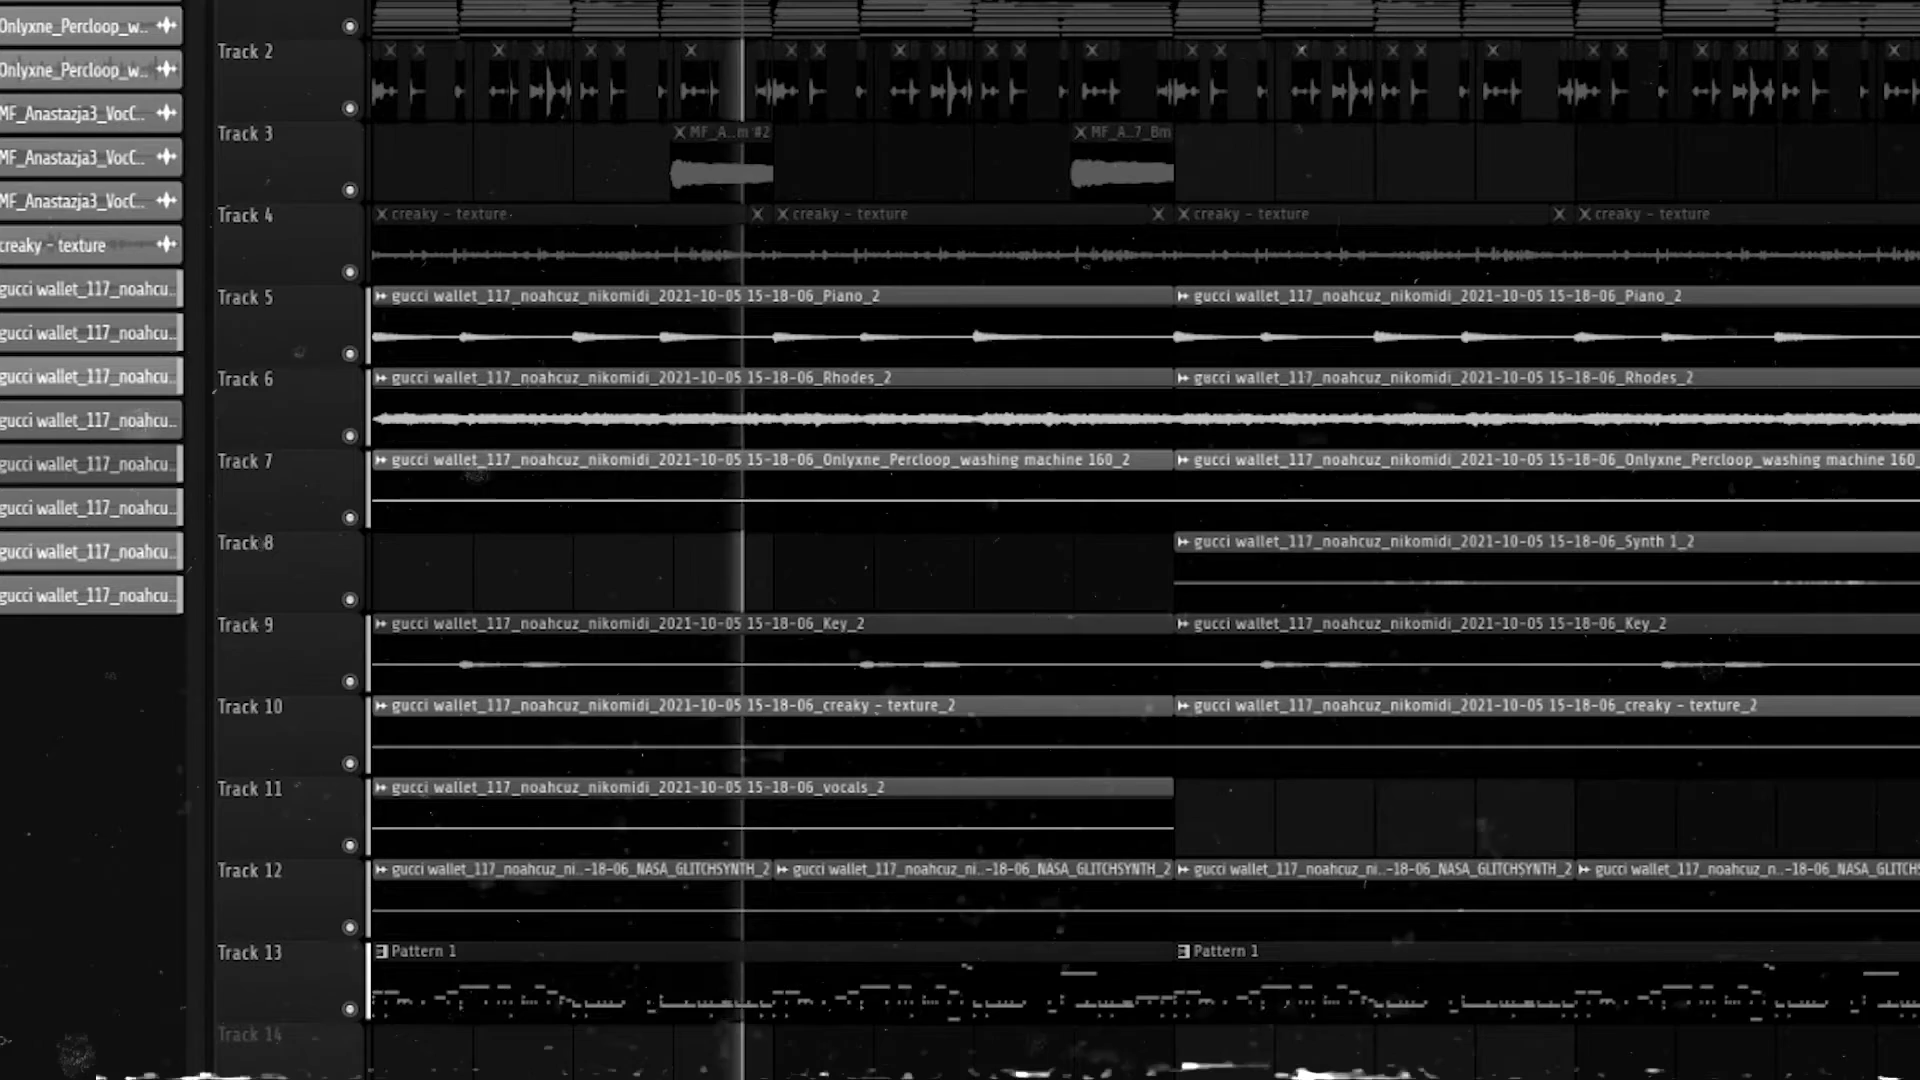 Onlyxne_Percloop_w..
Onlyxne_Percloop_w..
MF_Anastazja3_VocC..
MF_Anastazja3_VocC..
MF_Anastazja3_VocC..
creaky - texture
gucci wallet_117_noahcu..
gucci wallet_117_noahcu..
gucci wallet_117_noahcu..
gucci wallet_117_noahcu..
gucci wallet_117_noahcu..
gucci wallet_117_noahcu..
gucci wallet_117_noahcu..
gucci wallet_117_noahcu..
Track 2
Track 3
MF_A..m #2
MF_A..7_Bm
Track 4
creaky - texture
creaky - texture
creaky - texture
creaky - texture
Track 5
gucci wallet_117_noahcuz_nikomidi_2021-10-05 15-18-06_Piano_2
gucci wallet_117_noahcuz_nikomidi_2021-10-05 15-18-06_Piano_2
Track 6
gucci wallet_117_noahcuz_nikomidi_2021-10-05 15-18-06_Rhodes_2
gucci wallet_117_noahcuz_nikomidi_2021-10-05 15-18-06_Rhodes_2
Track 7
gucci wallet_117_noahcuz_nikomidi_2021-10-05 15-18-06_Onlyxne_Percloop_washing machine 160_2
gucci wallet_117_noahcuz_nikomidi_2021-10-05 15-18-06_Onlyxne_Percloop_washing machine 160_
Track 8
gucci wallet_117_noahcuz_nikomidi_2021-10-05 15-18-06_Synth 1_2
Track 9
gucci wallet_117_noahcuz_nikomidi_2021-10-05 15-18-06_Key_2
gucci wallet_117_noahcuz_nikomidi_2021-10-05 15-18-06_Key_2
Track 10
gucci wallet_117_noahcuz_nikomidi_2021-10-05 15-18-06_creaky - texture_2
gucci wallet_117_noahcuz_nikomidi_2021-10-05 15-18-06_creaky - texture_2
Track 11
gucci wallet_117_noahcuz_nikomidi_2021-10-05 15-18-06_vocals_2
Track 12
gucci wallet_117_noahcuz_ni..-18-06_NASA_GLITCHSYNTH_2
gucci wallet_117_noahcuz_ni..-18-06_NASA_GLITCHSYNTH_2
gucci wallet_117_noahcuz_ni..-18-06_NASA_GLITCHSYNTH_2
gucci wallet_117_noahcuz_n..-18-06_NASA_GLITCHS
Track 13
Pattern 1
Pattern 1
Track 14